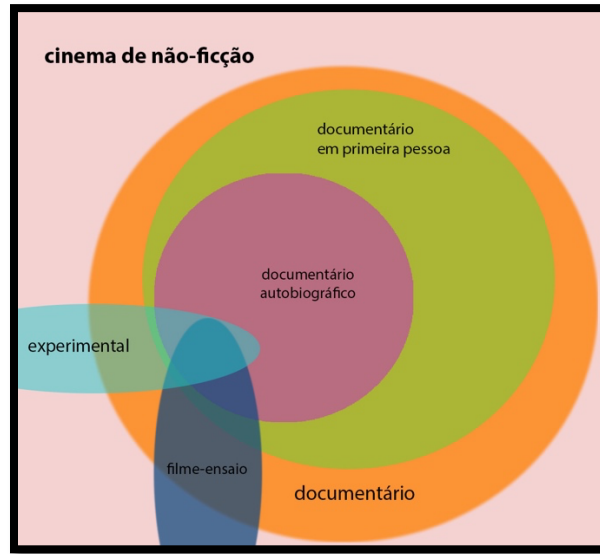 cinema de não-ficção
documentário
em primeira pessoa
documentário
autobiográfico
experimental
filme-ensaio
documentário